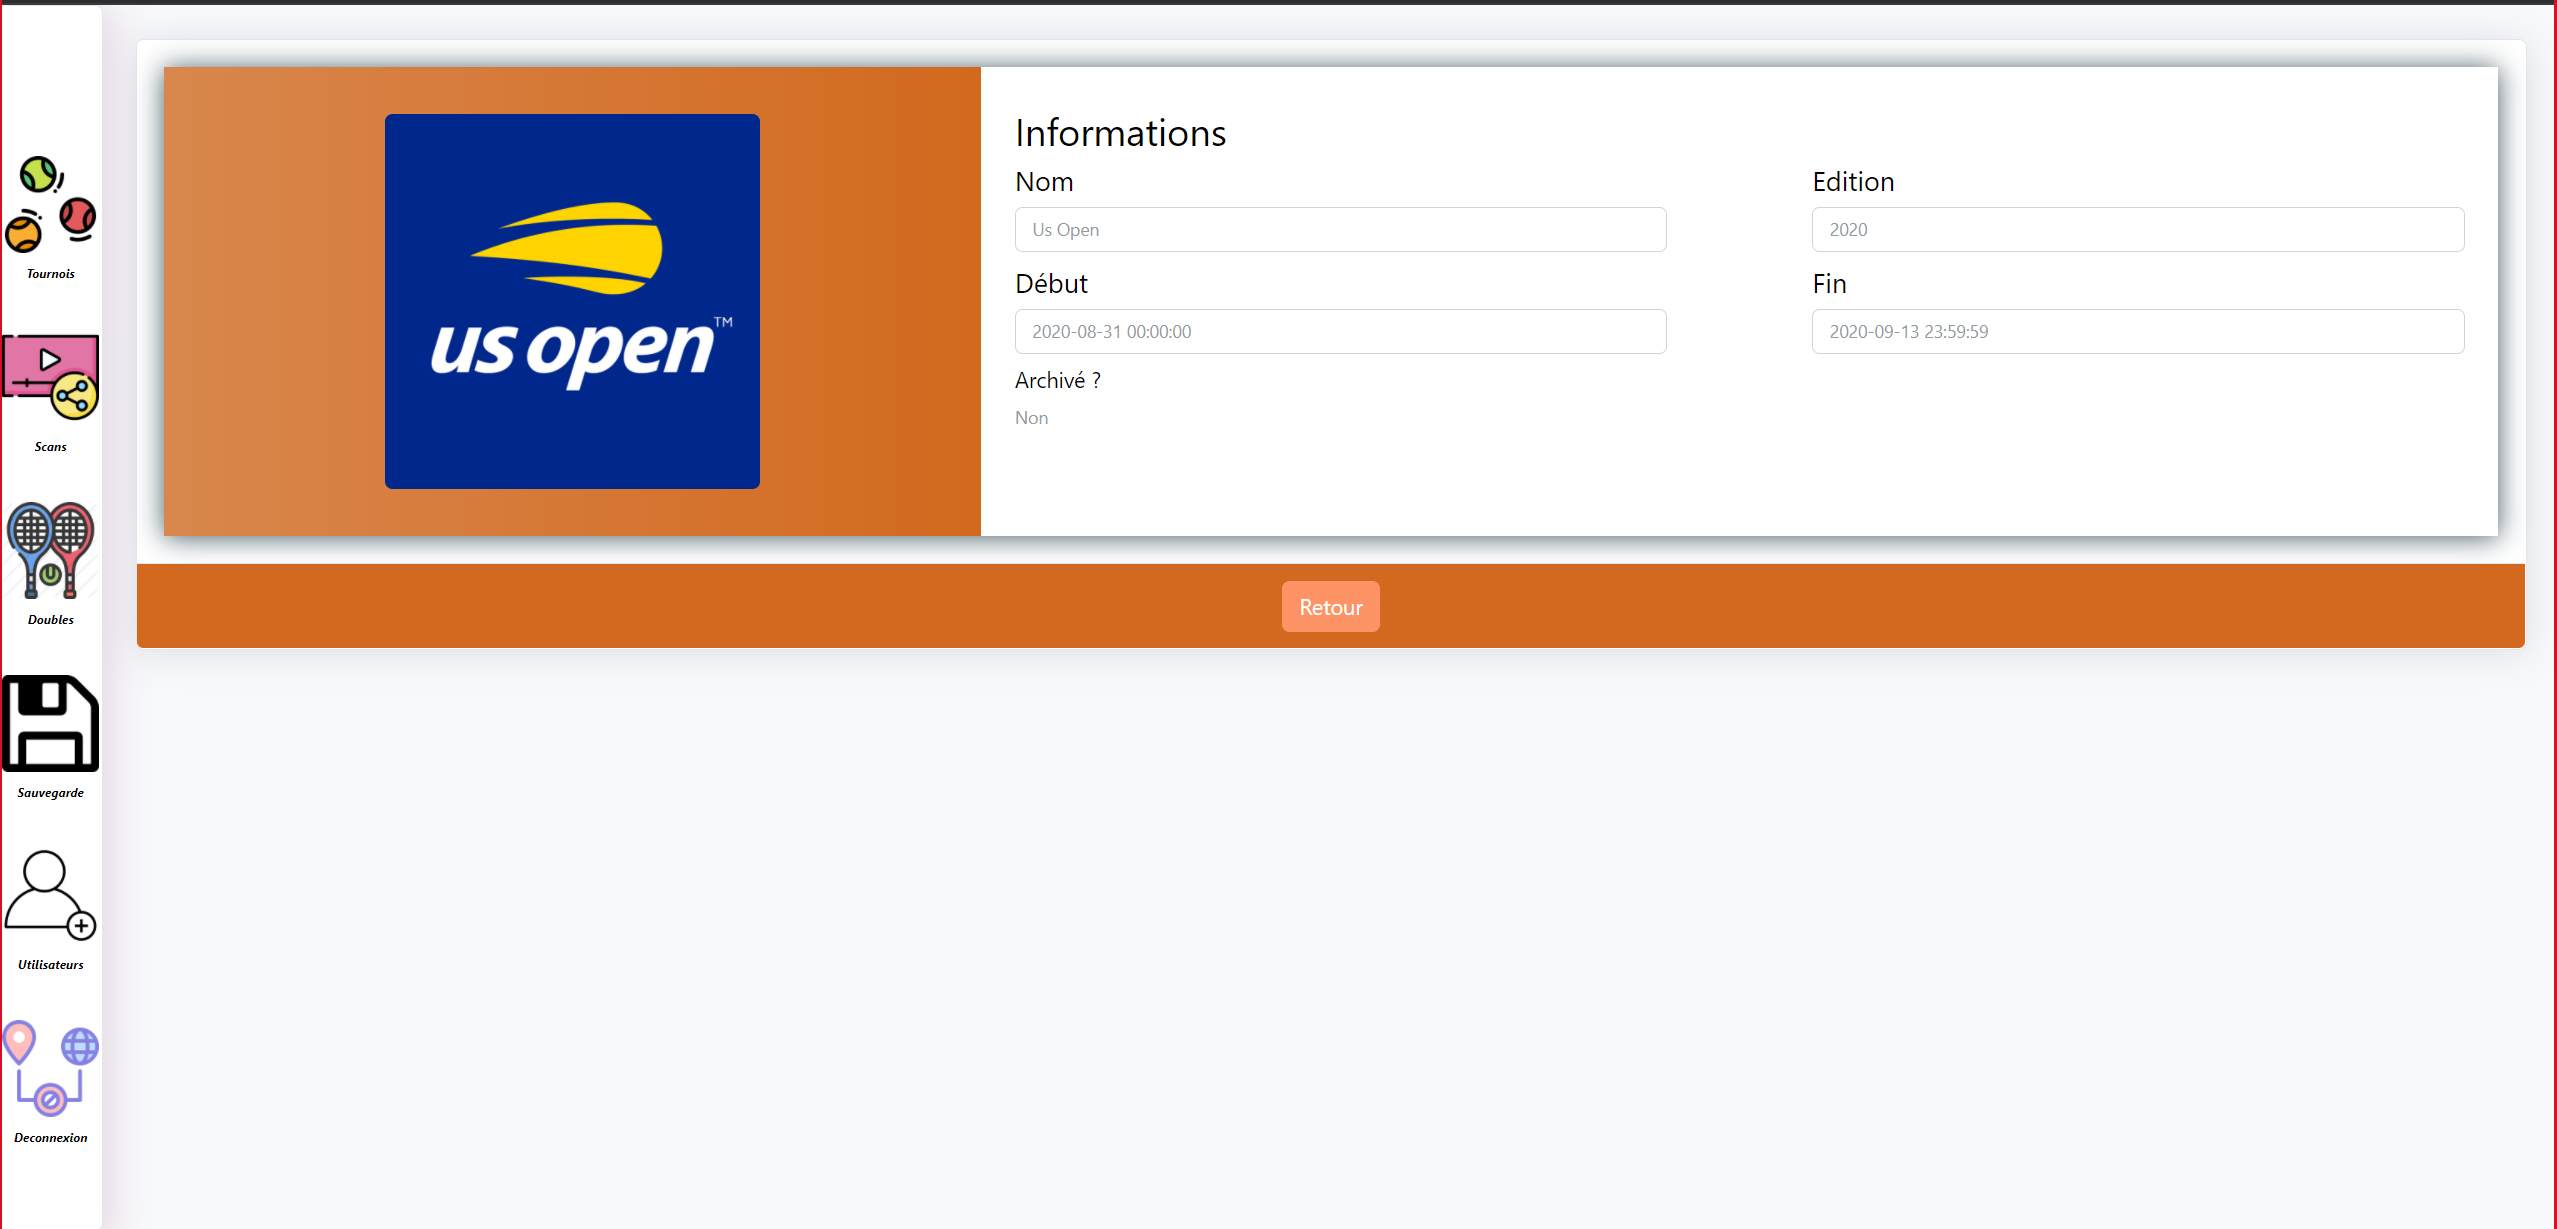 Tournois
Scans
Doubles
Sauvegarde
Utilisateurs
Deconnexion
us open™
Informations
Nom
Edition
Us Open
2020
Début
Fin
2020-08-31 00:00:00
2020-09-13 23:59:59
Archivé ?
Non
Retour